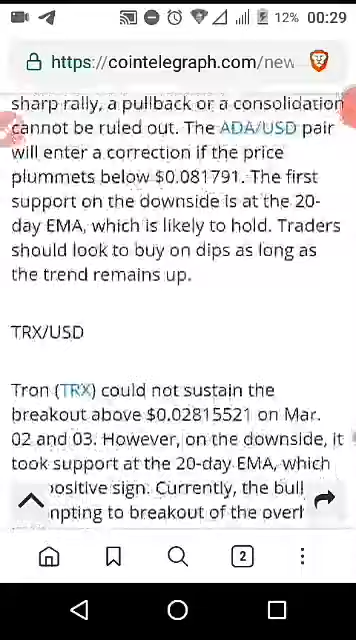 12% 00:29
https://cointelegraph.com/new
sharp rally, a pullback or a consolidation
cannot be ruled out. The ADA/USD pair
will enter a correction if the price
plummets below $0.081791. The first
support on the downside is at the 20-
day EMA, which is likely to hold. Traders
should look to buy on dips as long as
the trend remains up.
TRX/USD
Tron (TRX) could not sustain the
breakout above $0.02815521 on Mar.
02 and 03. However, on the downside, it
took support at the 20-day EMA, which
positive sign. Currently, the bull
to breakout of the
2